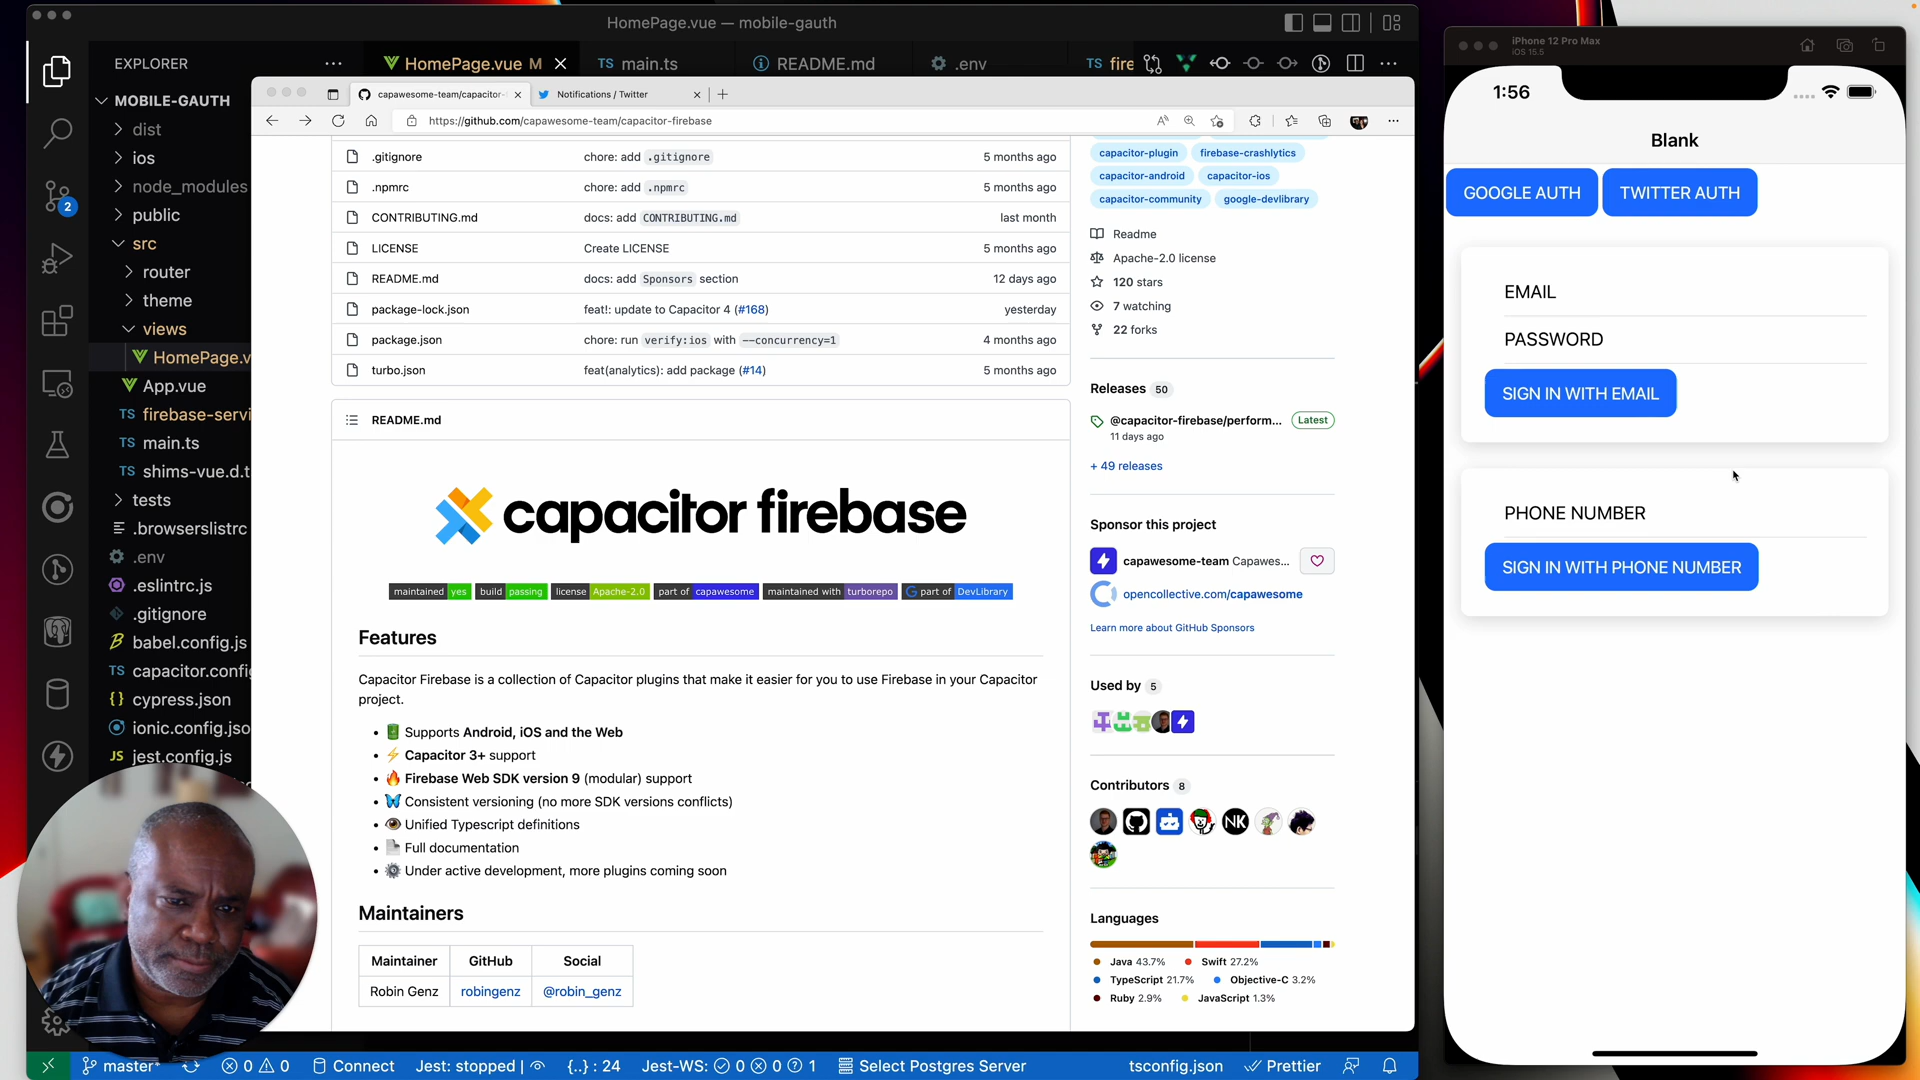 HomePage.vue — mobile-gauth
EXPLORER
HomePage.vue M
TS main.ts
README.md
.env
TS fire
MOBILE-GAUTH
dist
ios
node_modules
public
src
router
theme
views
HomePage.v
App.vue
TS firebase-servi
TS main.ts
TS shims-vue.d.t
tests
.browserslistrc
.env
.eslintrc.js
.gitignore
babel.config.js
TS capacitor.config
{} cypress.json
ionic.config.jso
JS jest.config.js
2
capawesome-team/capacitor-
Notifications / Twitter
https://github.com/capawesome-team/capacitor-firebase
.gitignore chore: add .gitignore 5 months ago
.npmrc chore: add .npmrc 5 months ago
CONTRIBUTING.md docs: add CONTRIBUTING.md last month
LICENSE Create LICENSE 5 months ago
README.md docs: add Sponsors section 12 days ago
package-lock.json feat!: update to Capacitor 4 (#168) yesterday
package.json chore: run verify:ios with --concurrency=1 4 months ago
turbo.json feat(analytics): add package (#14) 5 months ago
README.md
capacitor firebase
maintained yes build passing license Apache-2.0 part of capawesome maintained with turborepo part of DevLibrary
Features
Capacitor Firebase is a collection of Capacitor plugins that make it easier for you to use Firebase in your Capacitor
project.
Supports Android, iOS and the Web
Capacitor 3+ support
Firebase Web SDK version 9 (modular) support
Consistent versioning (no more SDK versions conflicts)
Unified Typescript definitions
Full documentation
Under active development, more plugins coming soon
Maintainers
Maintainer GitHub Social
Robin Genz robingenz @robin_genz
capacitor-plugin firebase-crashlytics
capacitor-android capacitor-ios
capacitor-community google-devlibrary
Readme
Apache-2.0 license
120 stars
7 watching
22 forks
Releases 50
@capacitor-firebase/perform... Latest
11 days ago
+ 49 releases
Sponsor this project
capawesome-team Capawes...
opencollective.com/capawesome
Learn more about GitHub Sponsors
Used by 5
Contributors 8
NK
Languages
Java 43.7% Swift 27.2%
TypeScript 21.7% Objective-C 3.2%
Ruby 2.9% JavaScript 1.3%
iPhone 12 Pro Max
iOS 15.5
1:56
Blank
GOOGLE AUTH TWITTER AUTH
EMAIL
PASSWORD
SIGN IN WITH EMAIL
PHONE NUMBER
SIGN IN WITH PHONE NUMBER
master* 0 0 Connect Jest: stopped | {..} : 24 Jest-WS: 0 0 1 Select Postgres Server tsconfig.json Prettier